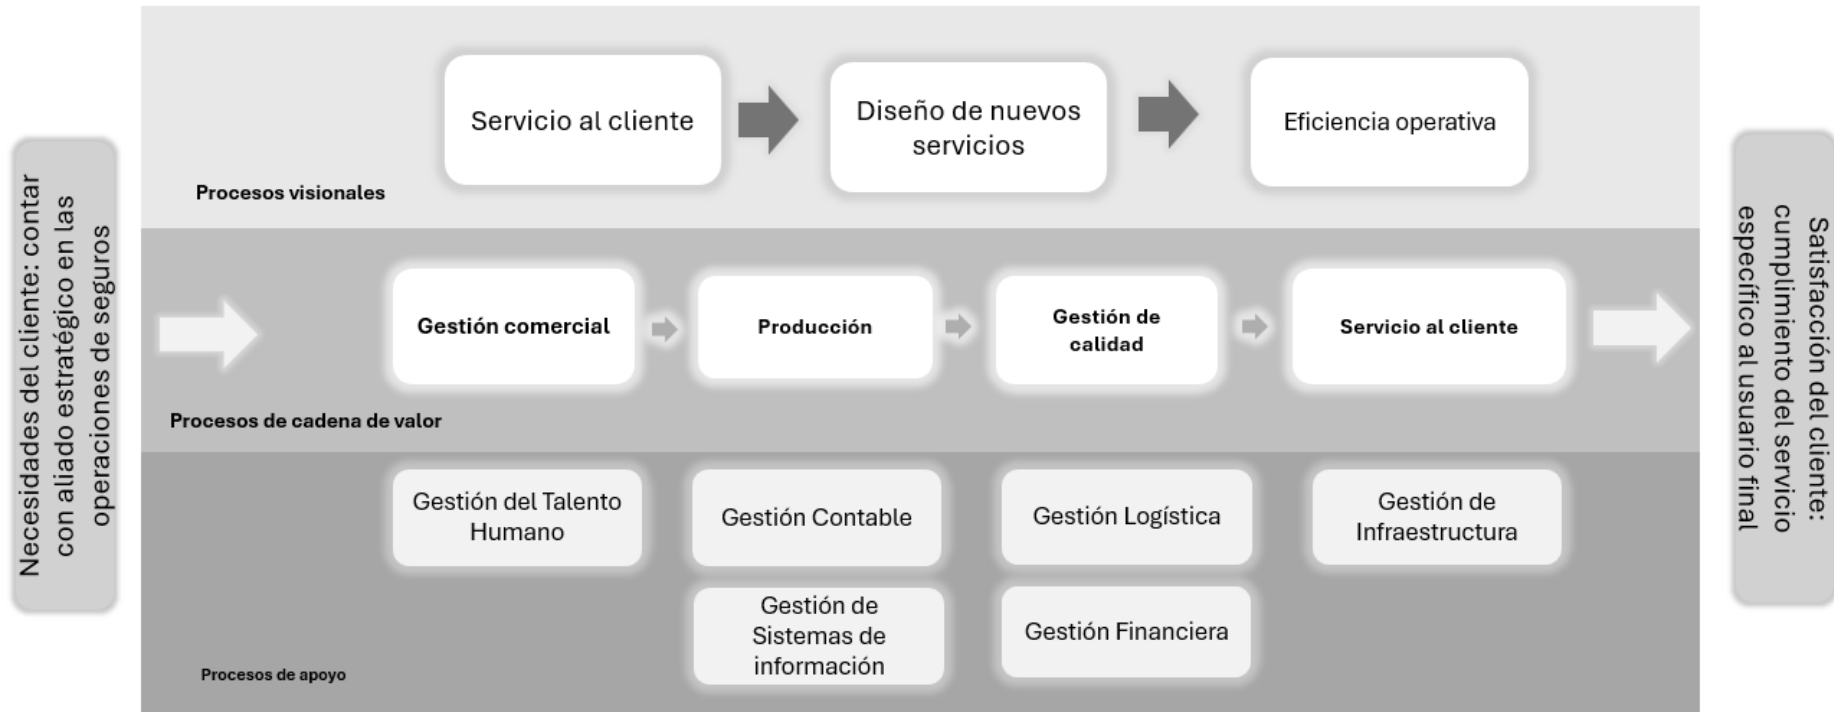 Necesidades del cliente: contar
con aliado estratégico en las
operaciones de seguros
Servicio al cliente
Diseño de nuevos
servicios
Eficiencia operativa
Procesos visionales
Gestión comercial
Producción
Gestión de
calidad
Servicio al cliente
Procesos de cadena de valor
Gestión del Talento
Humano
Gestión Contable
Gestión Logística
Gestión de
Infraestructura
Gestión de
Sistemas de
información
Gestión Financiera
Procesos de apoyo
Satisfacción del cliente:
cumplimiento del servicio
específico al usuario final